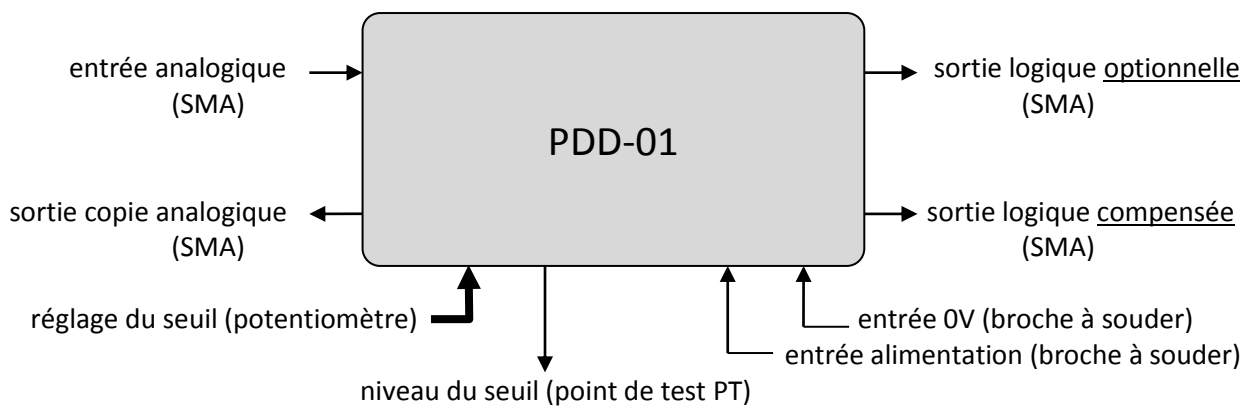 entrée analogique
(SMA)
sortie logique optionnelle
(SMA)
PDD-01
sortie copie analogique
(SMA)
sortie logique compensée
(SMA)
réglage du seuil (potentiomètre)
entrée 0V (broche à souder)
entrée alimentation (broche à souder)
niveau du seuil (point de test PT)